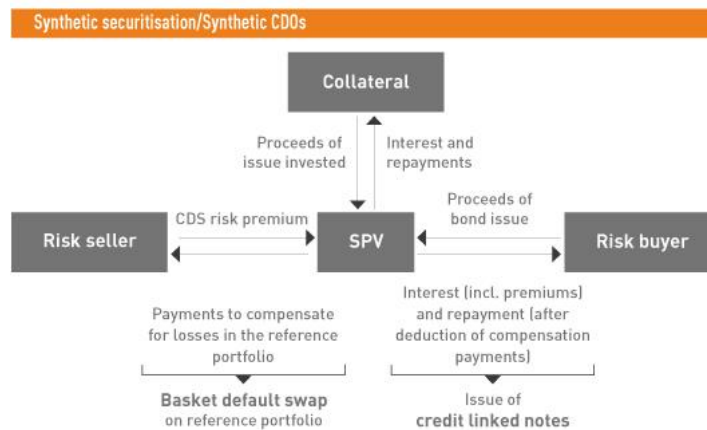 Synthetic securitisation/Synthetic CDOs
Collateral
Proceeds of
issue invested
Interest and
repayments
Risk seller
CDS risk premium
SPV
Proceeds of
bond issue
Risk buyer
Payments to compensate
for losses in the reference
portfolio
Interest (incl. premiums)
and repayment (after
deduction of compensation
payments)
Basket default swap
on reference portfolio
Issue of
credit linked notes